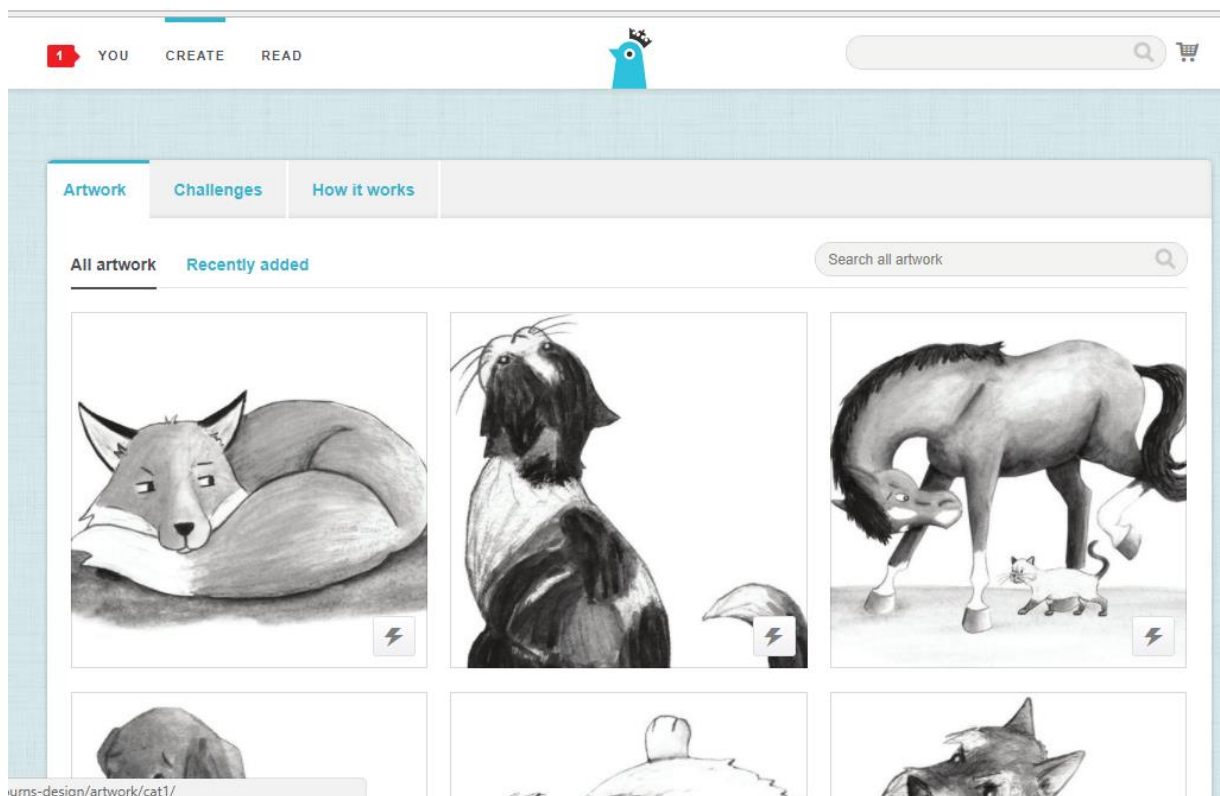 1 YOU CREATE READ
Artwork Challenges How it works
All artwork Recently added Search all artwork
urns-design/artwork/cat1/